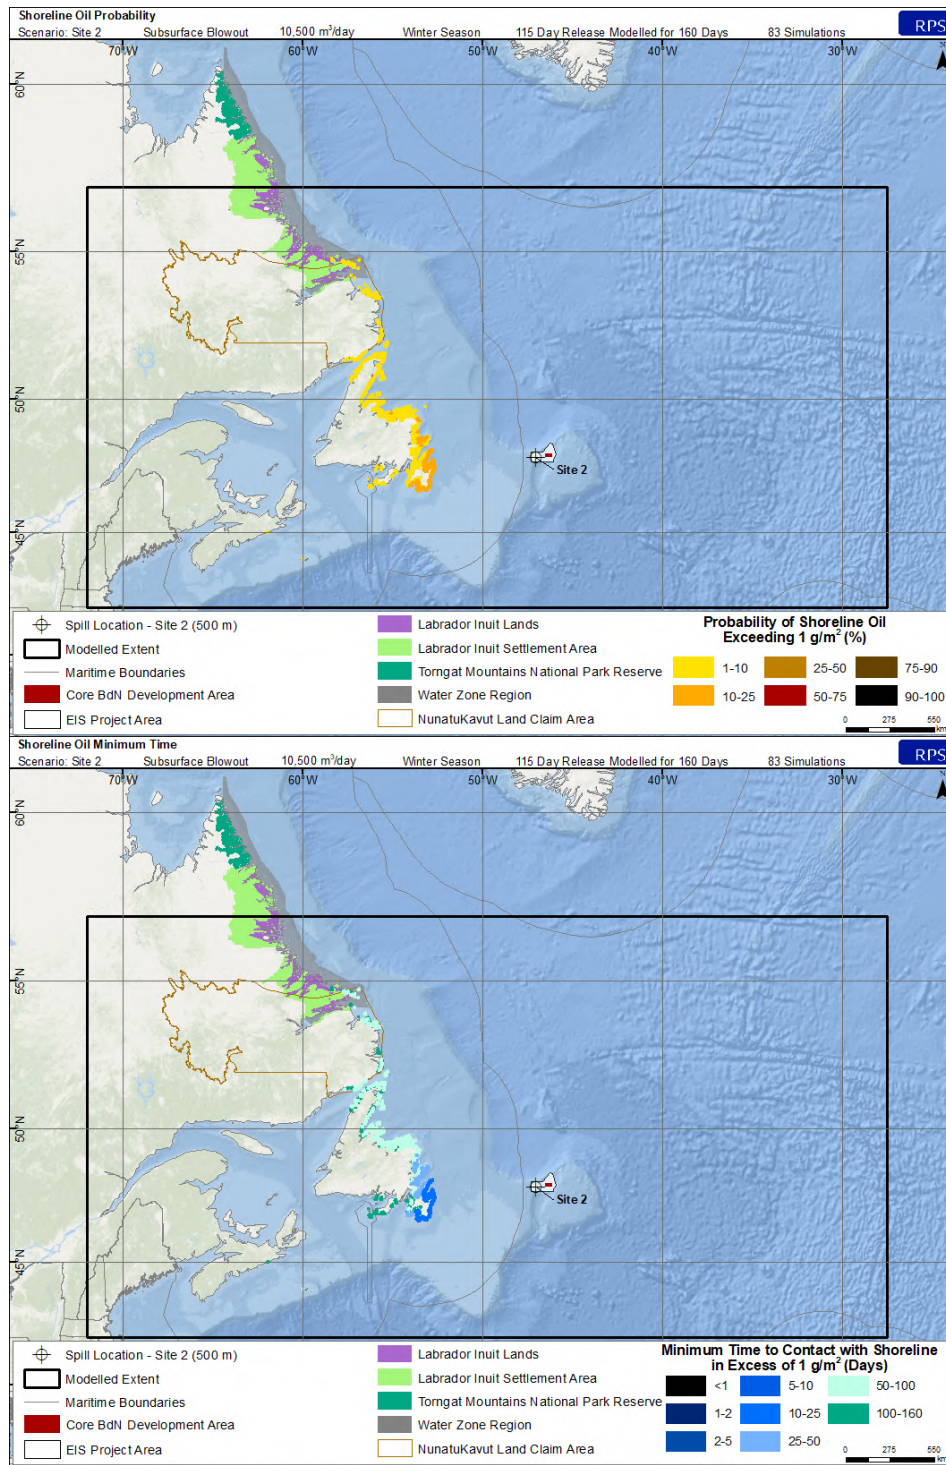 Shoreline Oil Probability
Scenario: Site 2 Subsurface Blowout 10,500 m³/day Winter Season 115 Day Release Modelled for 160 Days 83 Simulations
RPS
N
70°W 60°W 50°W 40°W 30°W
60°N
55°N
50°N
45°N
Site 2
Spill Location - Site 2 (500 m)
Modelled Extent
Maritime Boundaries
Core BdN Development Area
EIS Project Area
Labrador Inuit Lands
Labrador Inuit Settlement Area
Torngat Mountains National Park Reserve
Water Zone Region
NunatuKavut Land Claim Area
Probability of Shoreline Oil
Exceeding 1 g/m² (%)
1-10 25-50 75-90
10-25 50-75 90-100
0 275 550
km
Shoreline Oil Minimum Time
Scenario: Site 2 Subsurface Blowout 10,500 m³/day Winter Season 115 Day Release Modelled for 160 Days 83 Simulations
RPS
N
70°W 60°W 50°W 40°W 30°W
60°N
55°N
50°N
45°N
Site 2
Spill Location - Site 2 (500 m)
Modelled Extent
Maritime Boundaries
Core BdN Development Area
EIS Project Area
Labrador Inuit Lands
Labrador Inuit Settlement Area
Torngat Mountains National Park Reserve
Water Zone Region
NunatuKavut Land Claim Area
Minimum Time to Contact with Shoreline
in Excess of 1 g/m² (Days)
<1 5-10 50-100
1-2 10-25 100-160
2-5 25-50
0 275 550
km